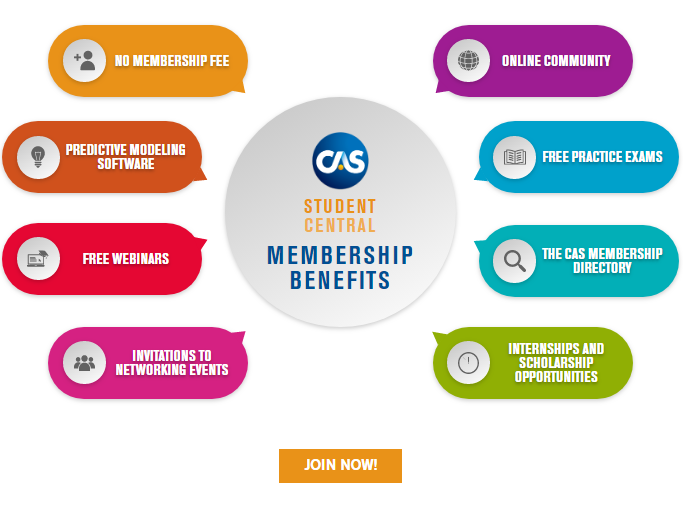 NO MEMBERSHIP FEE
ONLINE COMMUNITY
PREDICTIVE MODELING
SOFTWARE
FREE PRACTICE EXAMS
CAS
STUDENT
CENTRAL
MEMBERSHIP
BENEFITS
FREE WEBINARS
THE CAS MEMBERSHIP
DIRECTORY
INVITATIONS TO
NETWORKING EVENTS
INTERNSHIPS AND
SCHOLARSHIP
OPPORTUNITIES
JOIN NOW!